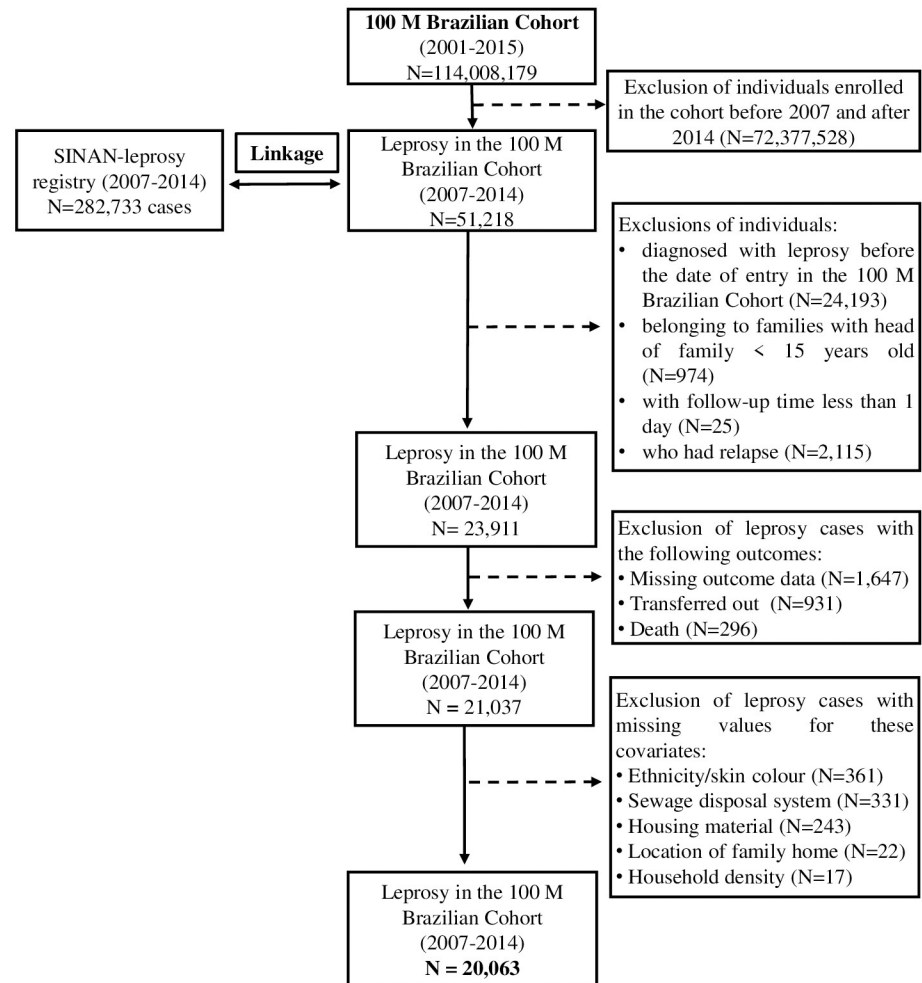 100 M Brazilian Cohort
(2001-2015)
N=114,008,179
Exclusion of individuals enrolled
in the cohort before 2007 and after
2014 (N=72,377,528)
SINAN-leprosy
registry (2007-2014)
N=282,733 cases
Linkage
Leprosy in the 100 M
Brazilian Cohort
(2007-2014)
N=51,218
Exclusions of individuals:
• diagnosed with leprosy before
the date of entry in the 100 M
Brazilian Cohort (N=24,193)
• belonging to families with head
of family < 15 years old
(N=974)
• with follow-up time less than 1
day (N=25)
• who had relapse (N=2,115)
Leprosy in the 100 M
Brazilian Cohort
(2007-2014)
N= 23,911
Exclusion of leprosy cases with
the following outcomes:
• Missing outcome data (N=1,647)
• Transferred out (N=931)
• Death (N=296)
Leprosy in the 100 M
Brazilian Cohort
(2007-2014)
N = 21,037
Exclusion of leprosy cases with
missing values for these
covariates:
• Ethnicity/skin colour (N=361)
• Sewage disposal system (N=331)
• Housing material (N=243)
• Location of family home (N=22)
• Household density (N=17)
Leprosy in the 100 M
Brazilian Cohort
(2007-2014)
N = 20,063